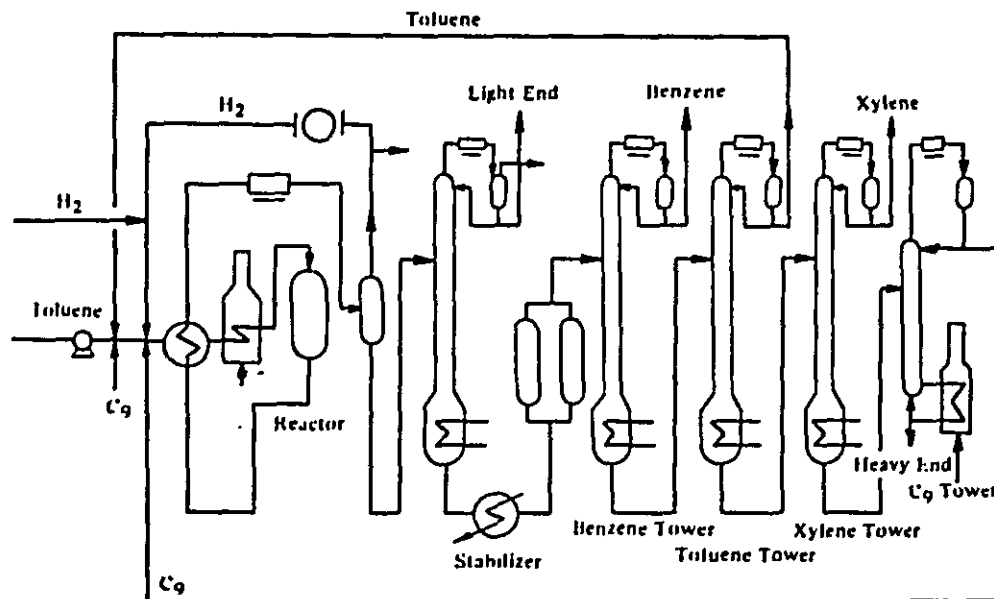 Toluene
Light End
Benzene
Xylene
H2
H2
Toluene
C9
Reactor
Heavy End
C9 Tower
Benzene Tower
Xylene Tower
Stabilizer
Toluene Tower
C9